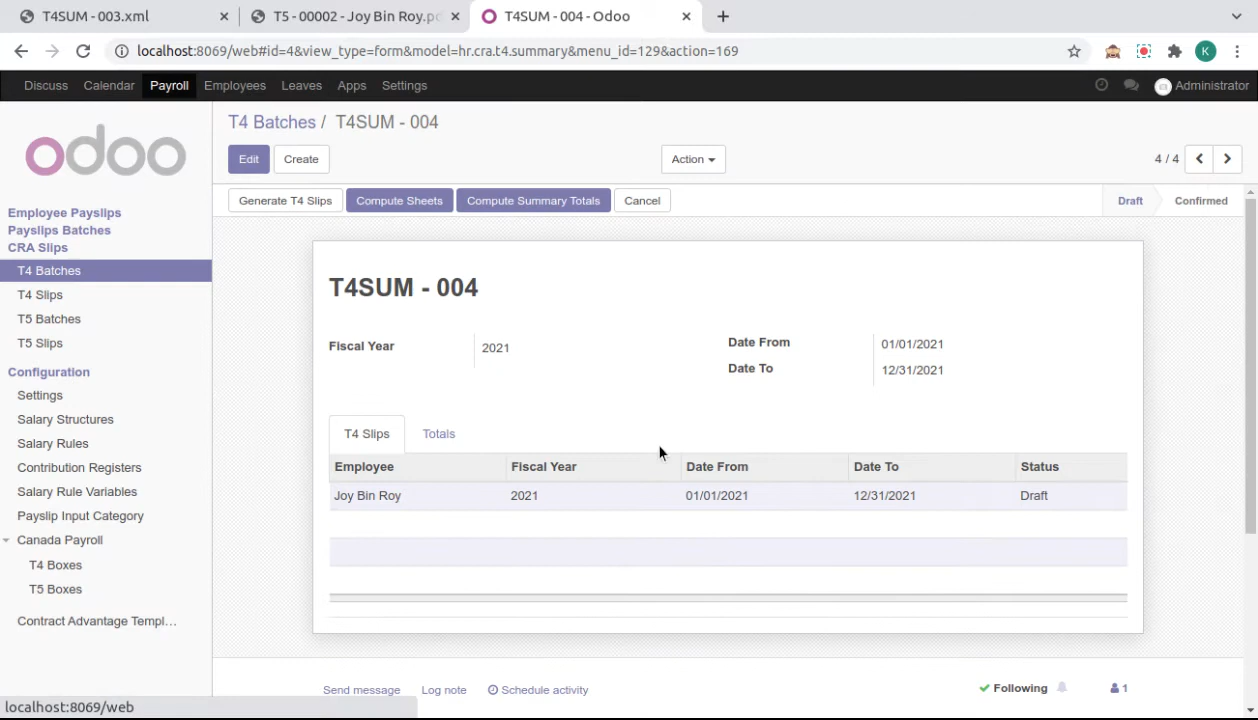 T4SUM - 003.xml
T5 - 00002 - Joy Bin Roy.pd
T4SUM - 004 - Odoo
localhost:8069/web#id=4&view_type=form&model=hr.cra.t4.summary&menu_id=129&action=169
K
Discuss Calendar Payroll Employees Leaves Apps Settings Administrator
odoo
T4 Batches / T4SUM - 004
Edit Create Action 4 / 4
Generate T4 Slips Compute Sheets Compute Summary Totals Cancel Draft Confirmed
Employee Payslips
Payslips Batches
CRA Slips
T4 Batches
T4 Slips
T5 Batches
T5 Slips
Configuration
Settings
Salary Structures
Salary Rules
Contribution Registers
Salary Rule Variables
Payslip Input Category
Canada Payroll
T4 Boxes
T5 Boxes
Contract Advantage Templ…
T4SUM - 004
Fiscal Year 2021
Date From 01/01/2021
Date To 12/31/2021
T4 Slips Totals
Employee Fiscal Year Date From Date To Status
Joy Bin Roy 2021 01/01/2021 12/31/2021 Draft
Send message Log note Schedule activity Following 1
localhost:8069/web